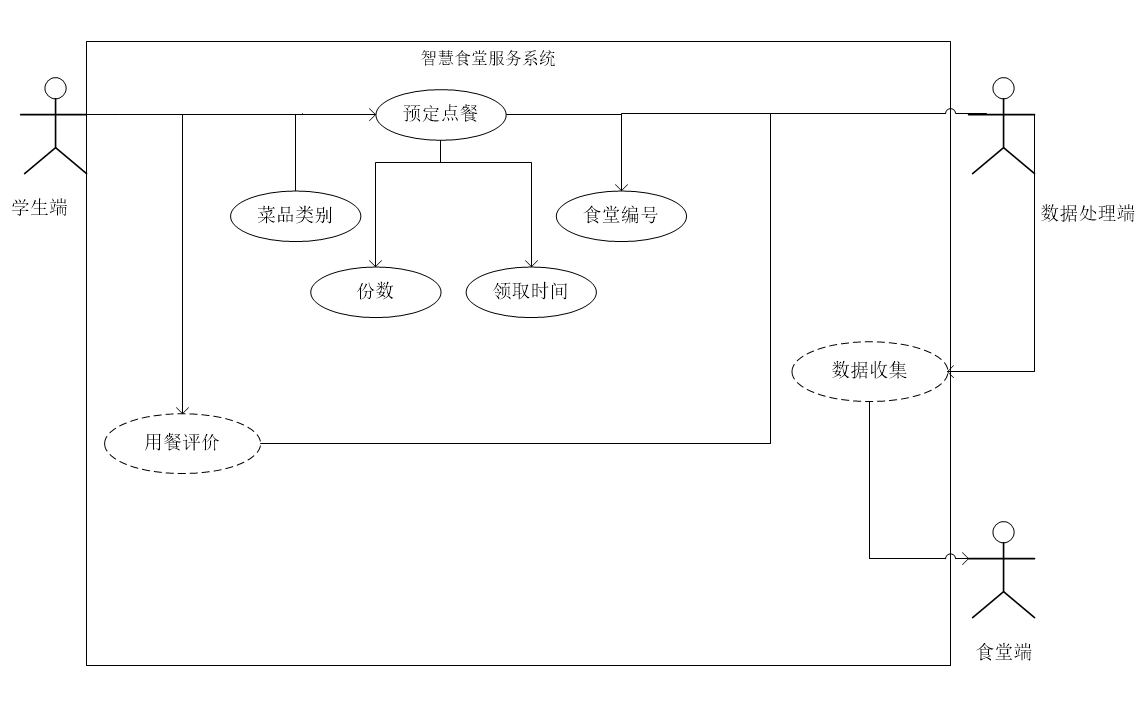 智慧食堂服务系统
预定点餐
学生端
菜品类别
食堂编号
数据处理端
份数
领取时间
数据收集
用餐评价
食堂端